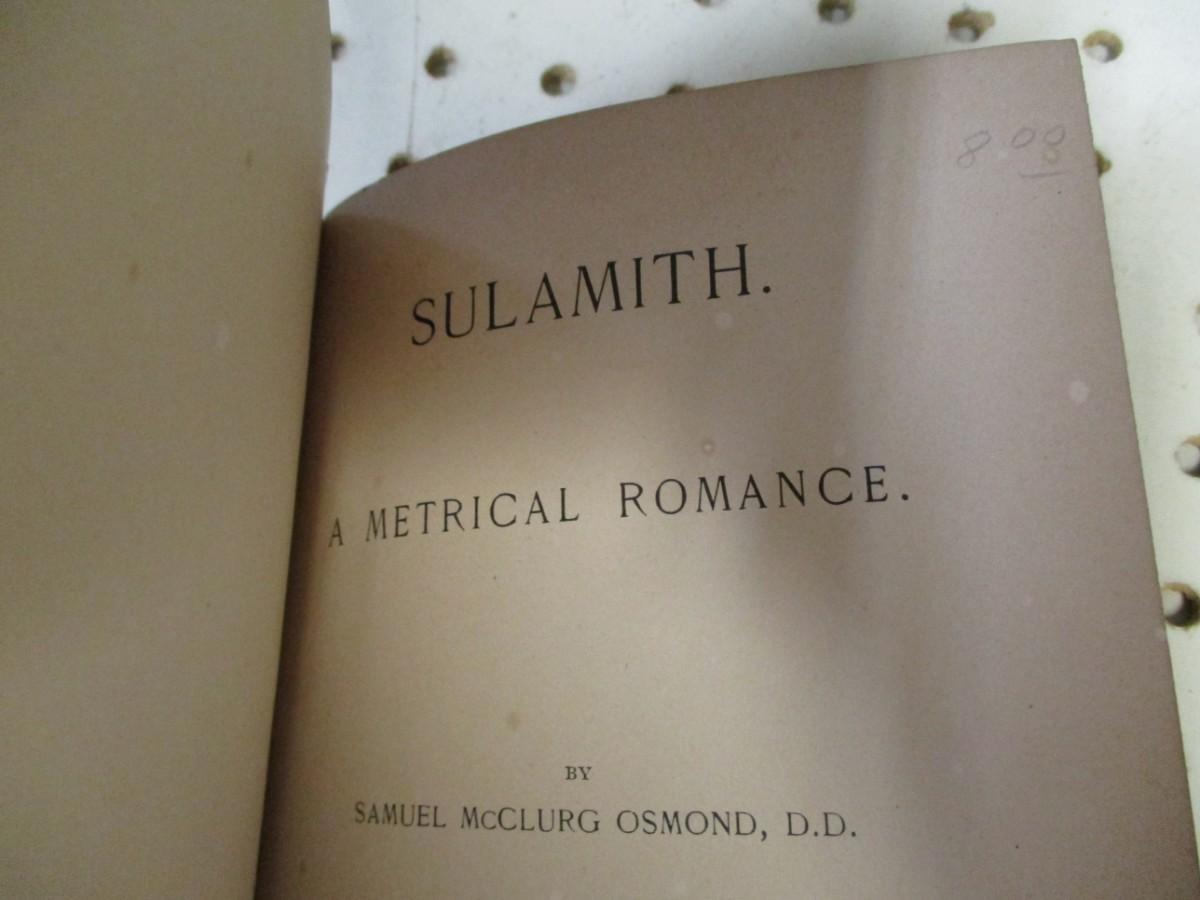 8 00
SULAMITH.
A METRICAL ROMANCE.
BY
SAMUEL McCLURG OSMOND, D.D.